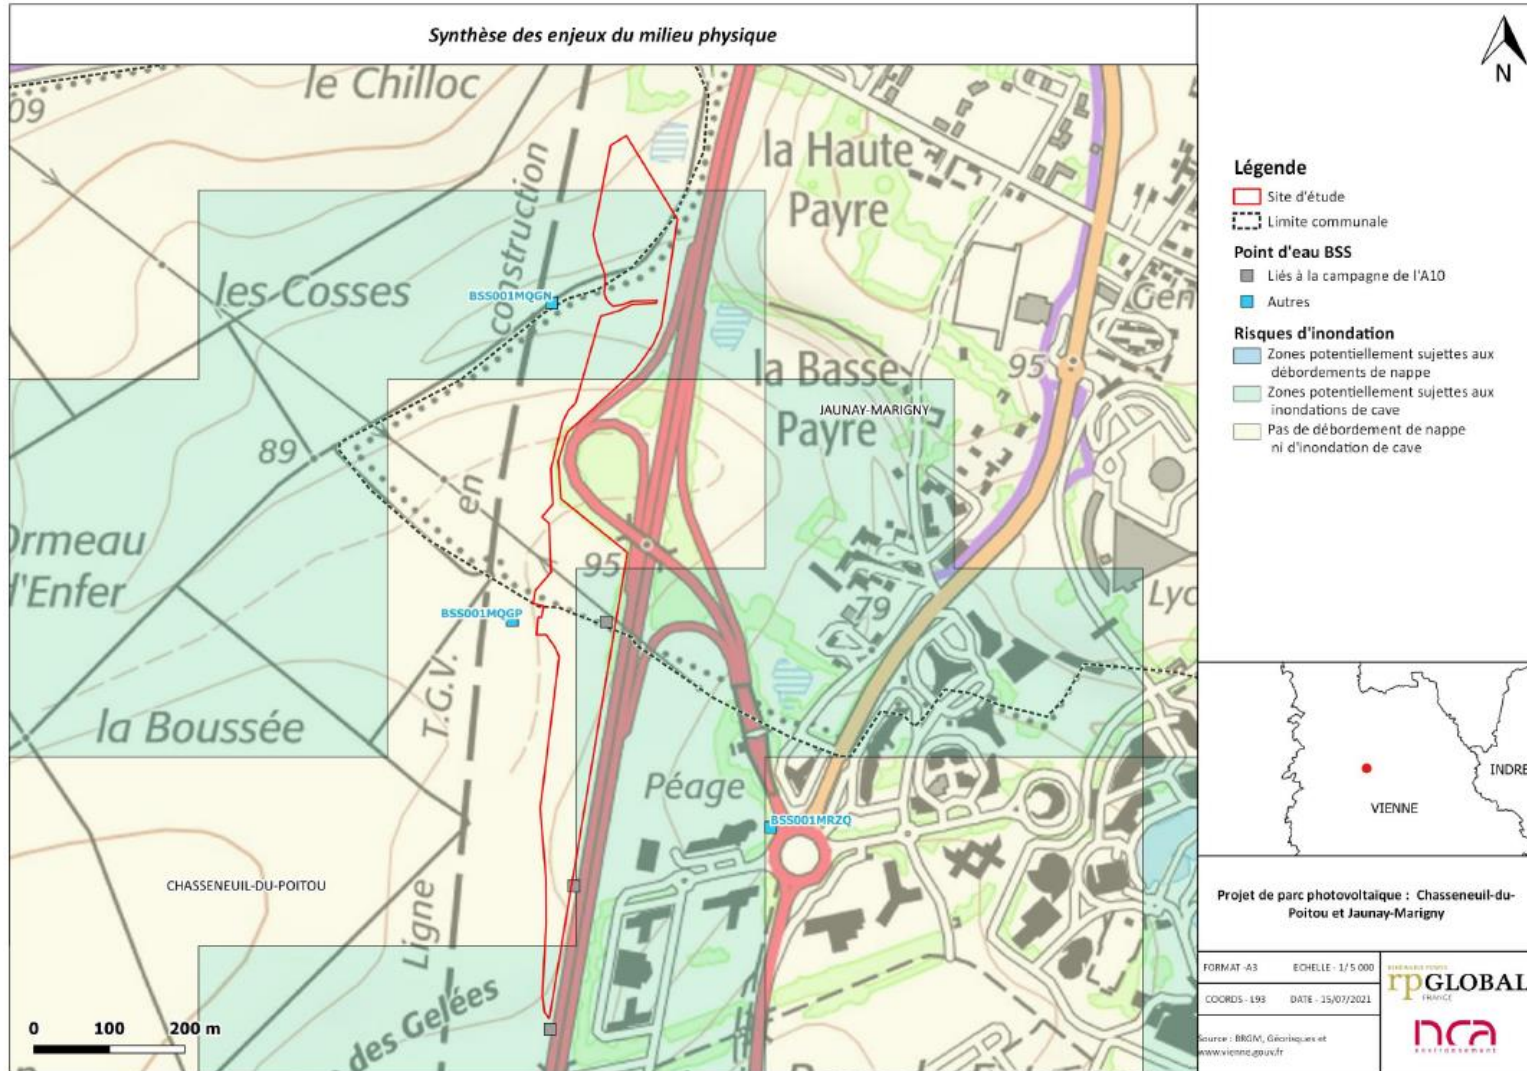 Synthèse des enjeux du milieu physique
N
le Chilloc
09
la Haute
Payre
construction
les Cosses
BSS001MQGN
Gén
la Basse
JAUNAY-MARIGNY
Payre
95
89
en
Ormeau
d'Enfer
95
79
Lyc
BSS001MQGP
T.G.V.
la Boussée
Péage
BSS001MRZQ
CHASSENEUIL-DU-POITOU
Ligne
des Gelées
0 100 200 m
Légende
Site d'étude
Limite communale
Point d'eau BSS
Liés à la campagne de l'A10
Autres
Risques d'inondation
Zones potentiellement sujettes aux
débordements de nappe
Zones potentiellement sujettes aux
inondations de cave
Pas de débordement de nappe
ni d'inondation de cave
INDRE
VIENNE
Projet de parc photovoltaïque : Chasseneuil-du-
Poitou et Jaunay-Marigny
FORMAT -A3 ECHELLE - 1/ 5 000
COORDS - L93 DATE - 15/07/2021
Source : BRGM, Géorisques et
www.vienne.gouv.fr
rpGLOBAL
FRANCE
nca
environnement